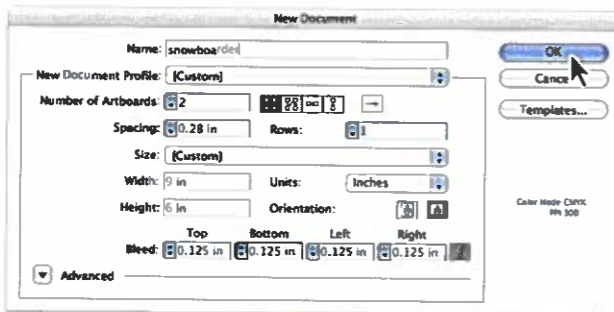 New Document
Name: snowboarder
OK
New Document Profile: [Custom]
Cancel
Number of Artboards: 2
Templates...
Spacing: 0.28 in Rows: 1
Size: [Custom]
Width: 9 in Units: Inches
Height: 6 in Orientation:
Color Mode: CMYK
PPI: 300
Top Bottom Left Right
Bleed: 0.125 in 0.125 in 0.125 in 0.125 in
Advanced